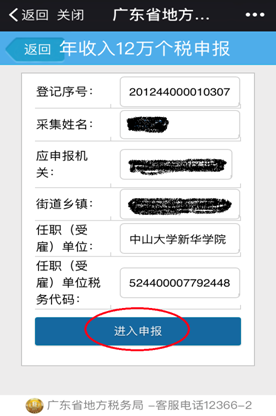 返回 关闭 广东省地方... •••
返回 年收入12万个税申报
登记序号： 201244000010307
采集姓名：
应申报机
关：
街道乡镇：
任职（受
雇）单位： 中山大学新华学院
任职（受
雇）单位税
务代码： 524400007792448
进入申报
广东省地方税务局 -客服电话12366-2